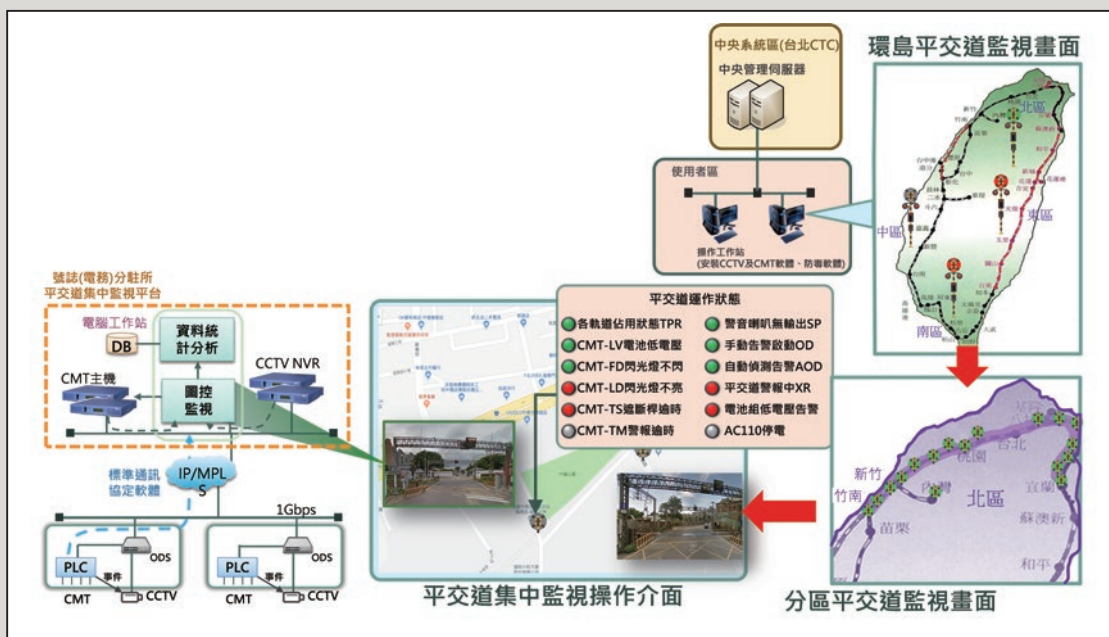 中央系統區(台北CTC)
中央管理伺服器
使用者區
操作工作站
(安裝CCTV及CMT軟體、防毒軟體)
環島平交道監視畫面
北區
中區
東區
南區
號誌(電務)分駐所
平交道集中監視平台
電腦工作站
DB
資料統
計分析
CCTV NVR
CMT主機
圖控
監視
標準通訊
協定軟體
IP/MPL
S
1Gbps
ODS
PLC
事件
CMT
CCTV
ODS
PLC
事件
CMT
CCTV
平交道運作狀態
各軌道佔用狀態TPR
CMT-LV電池低電壓
CMT-FD閃光燈不閃
CMT-LD閃光燈不亮
CMT-TS遮斷桿逾時
CMT-TM警報逾時
警音喇叭無輸出SP
手動告警啟動OD
自動偵測告警AOD
平交道警報中XR
電池組低電壓告警
AC110停電
平交道集中監視操作介面
台北
桃園
新竹
竹南
內灣
北區
宜蘭
苗栗
蘇澳新
和平
分區平交道監視畫面